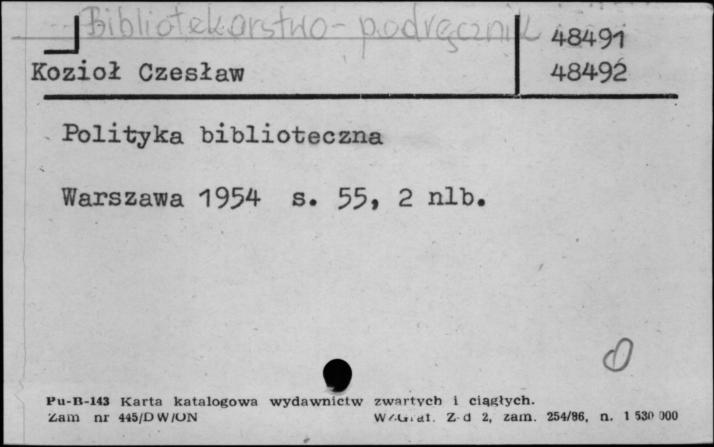 Bibliotekarstwo - podręcznik
48491
Kozioł Czesław
48492
Polityka biblioteczna
Warszawa 1954 s. 55, 2 nlb.
Pu-B-143 Karta katalogowa wydawnictw zwartych i ciągłych.
Zam nr 445/DW/UN Z-d 2, zam. 254/86, n. 1 530 000